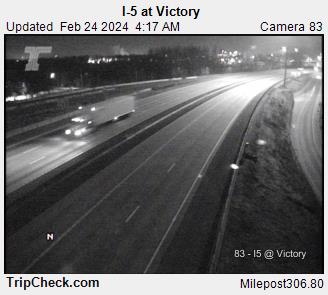 I-5 at Victory
Updated  Feb 24 2024  4:17 AM
Camera 83
T
N
83 - I5 @ Victory
TripCheck.com
Milepost306.80